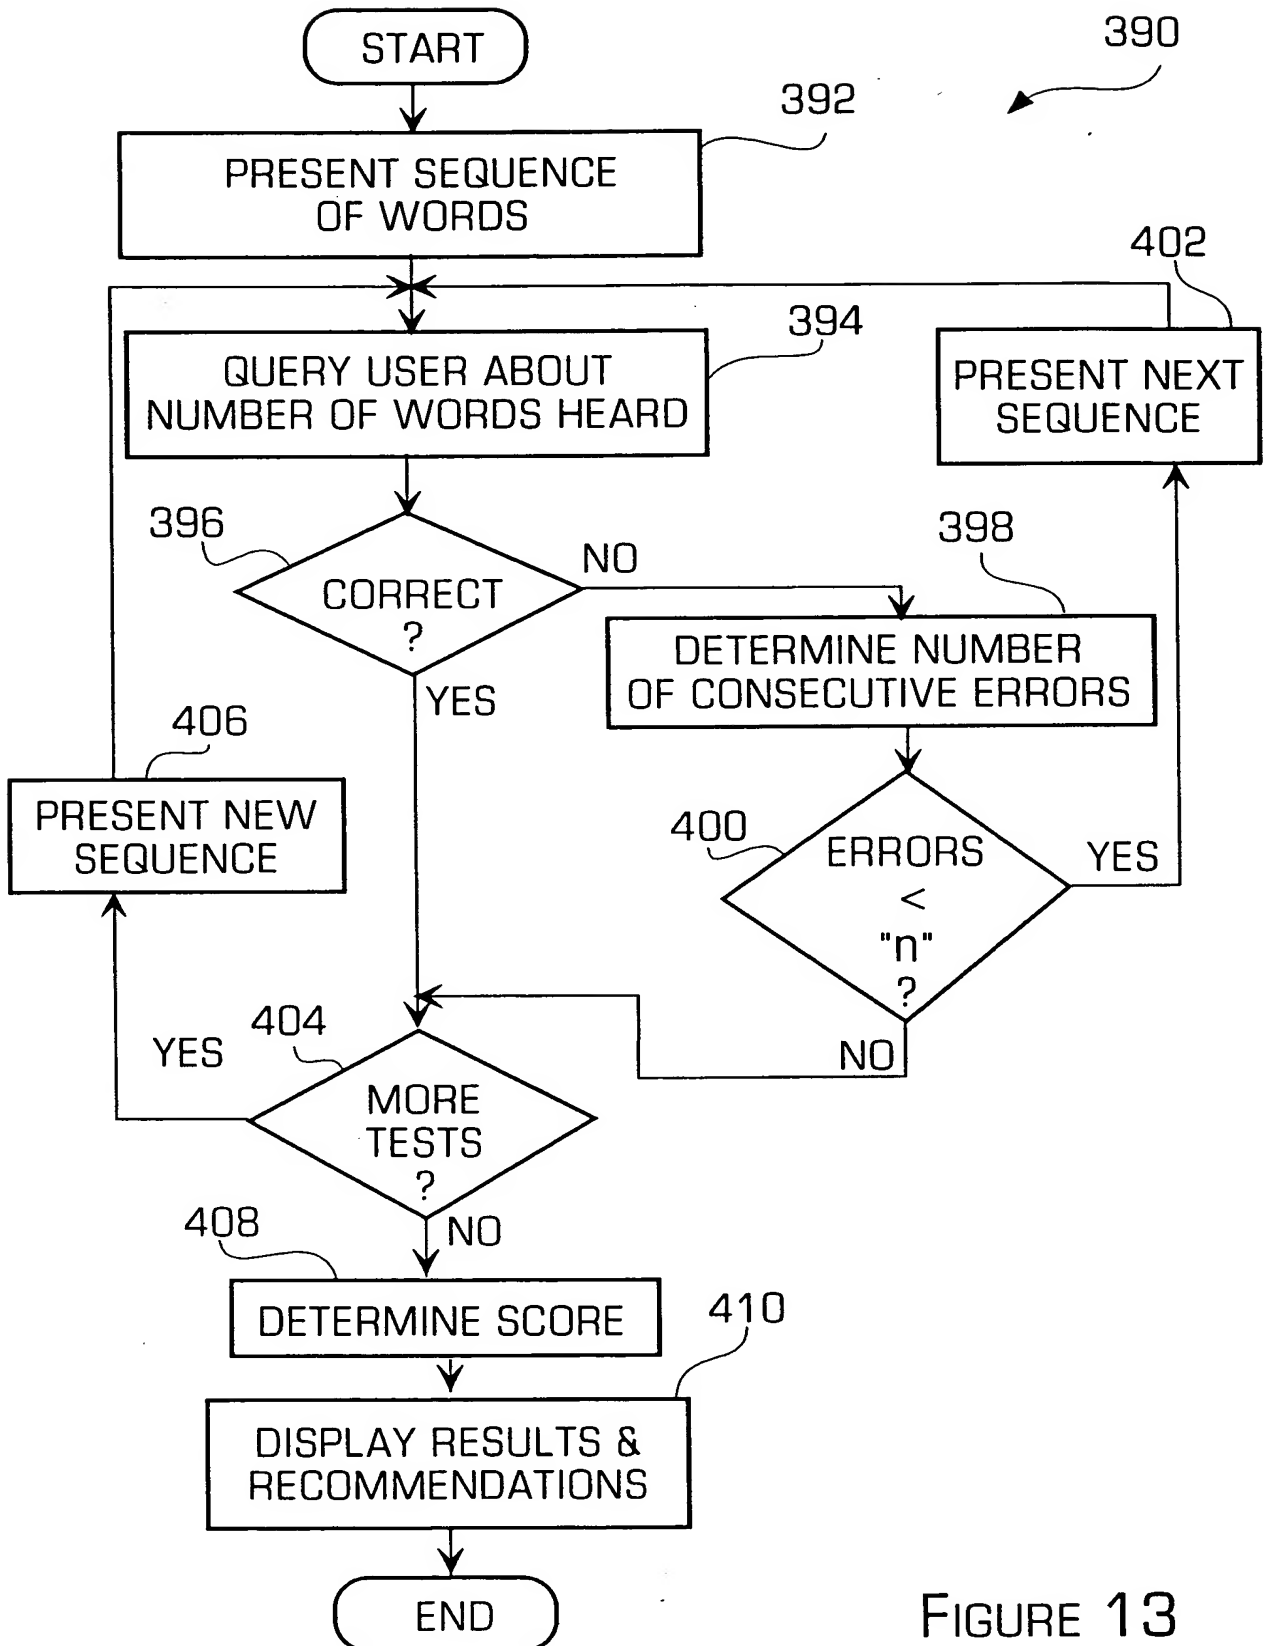 START
390
392
PRESENT SEQUENCE
OF WORDS
402
394
QUERY USER ABOUT
NUMBER OF WORDS HEARD
PRESENT NEXT
SEQUENCE
396
CORRECT
?
NO
398
YES
DETERMINE NUMBER
OF CONSECUTIVE ERRORS
406
PRESENT NEW
SEQUENCE
400
ERRORS
<
"n"
?
YES
NO
404
YES
MORE
TESTS
?
NO
408
DETERMINE SCORE
410
DISPLAY RESULTS &
RECOMMENDATIONS
END
FIGURE 13